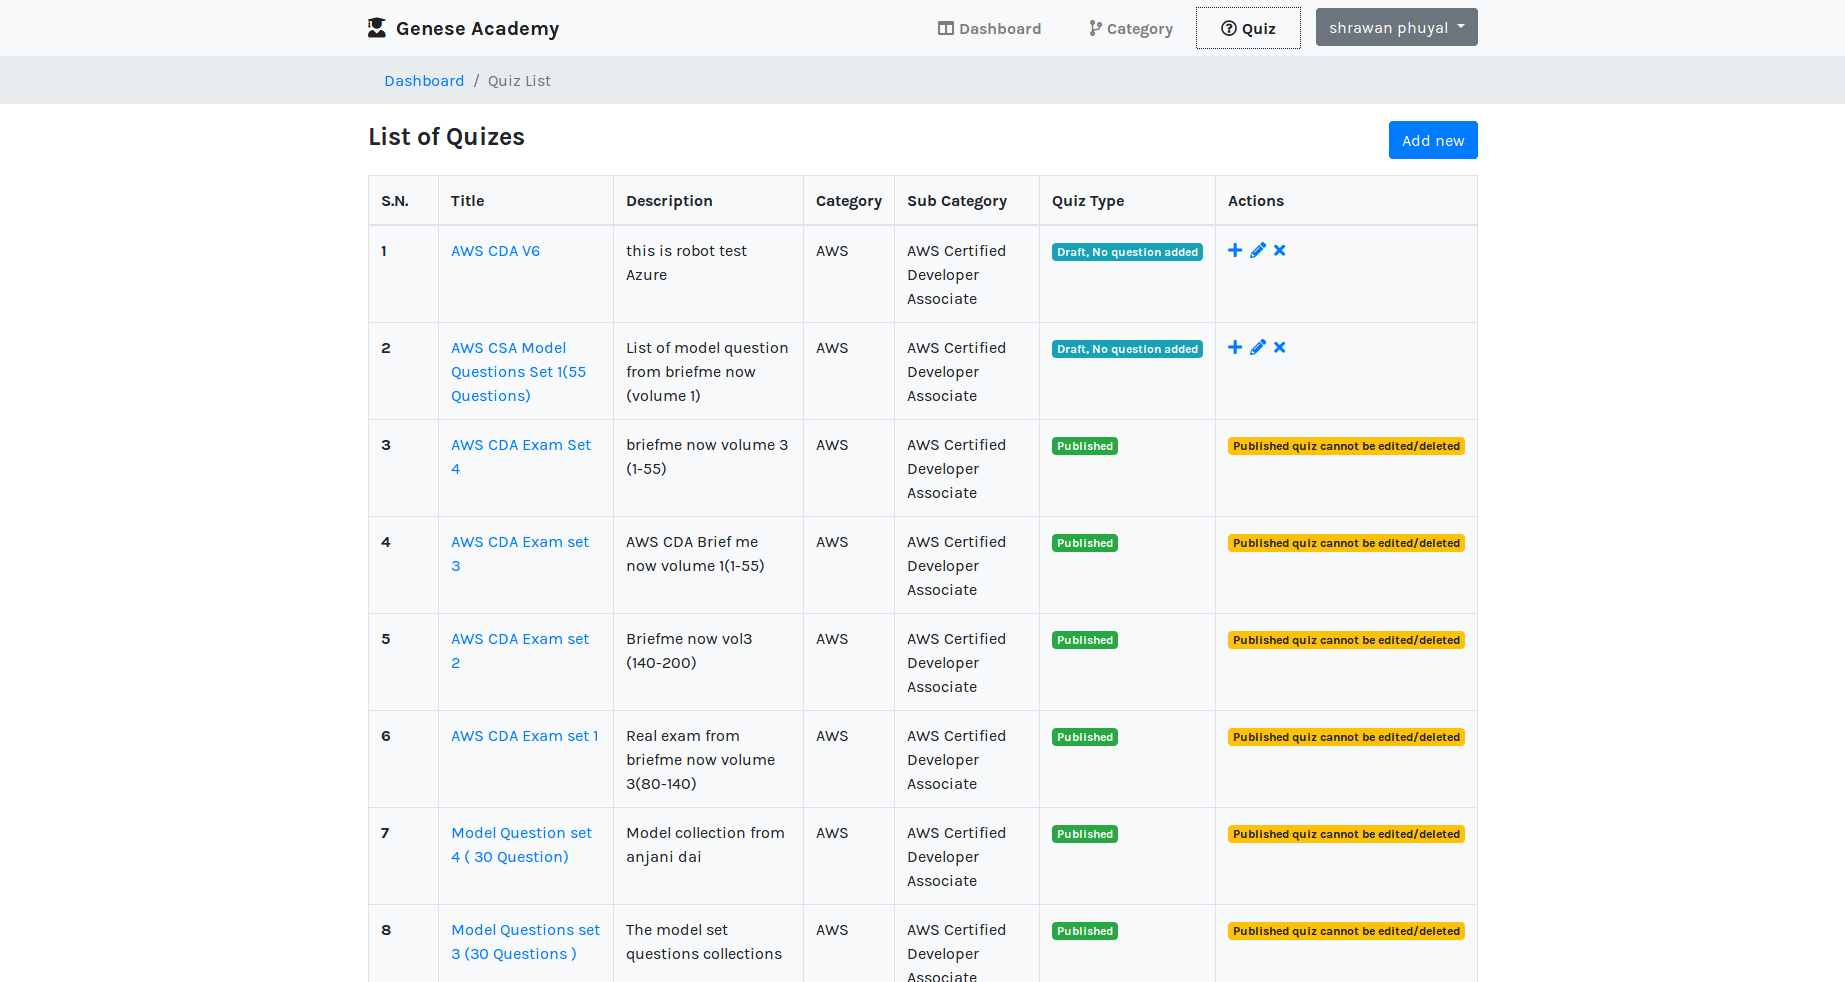 Genese Academy
Dashboard
Category
Quiz
shrawan phuyal
Dashboard / Quiz List
List of Quizes
Add new
S.N. Title Description Category Sub Category Quiz Type Actions
1 AWS CDA V6 this is robot test AWS AWS Certified Draft, No question added
Azure Developer
Associate
2 AWS CSA Model List of model question AWS AWS Certified Draft, No question added
Questions Set 1(55 from briefme now Developer
Questions) (volume 1) Associate
3 AWS CDA Exam Set briefme now volume 3 AWS AWS Certified Published Published quiz cannot be edited/deleted
4 (1-55) Developer
Associate
4 AWS CDA Exam set AWS CDA Brief me AWS AWS Certified Published Published quiz cannot be edited/deleted
3 now volume 1(1-55) Developer
Associate
5 AWS CDA Exam set Briefme now vol3 AWS AWS Certified Published Published quiz cannot be edited/deleted
2 (140-200) Developer
Associate
6 AWS CDA Exam set 1 Real exam from AWS AWS Certified Published Published quiz cannot be edited/deleted
briefme now volume Developer
3(80-140) Associate
7 Model Question set Model collection from AWS AWS Certified Published Published quiz cannot be edited/deleted
4 ( 30 Question) anjani dai Developer
Associate
8 Model Questions set The model set AWS AWS Certified Published Published quiz cannot be edited/deleted
3 (30 Questions ) questions collections Developer
Associate